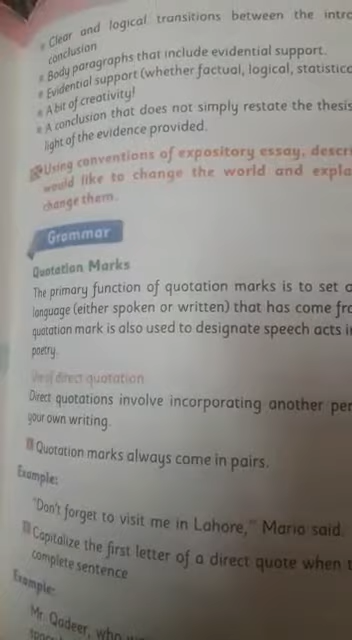 Clear and logical transitions between the intro
conclusion
Body paragraphs that include evidential support.
Evidential support (whether factual, logical, statistic
A bit of creativity!
A conclusion that does not simply restate the thesis
light of the evidence provided.
Using conventions of expository essay, descri
would like to change the world and expla
change them.
Grammar
Quotation Marks
The primary function of quotation marks is to set o
language (either spoken or written) that has come fro
quotation mark is also used to designate speech acts i
poetry.
Use of direct quotation
Direct quotations involve incorporating another per
your own writing.
Quotation marks always come in pairs.
Example:
"Don't forget to visit me in Lahore," Maria said.
Capitalize the first letter of a direct quote when t
complete sentence
Example:
Mr. Qadeer, who